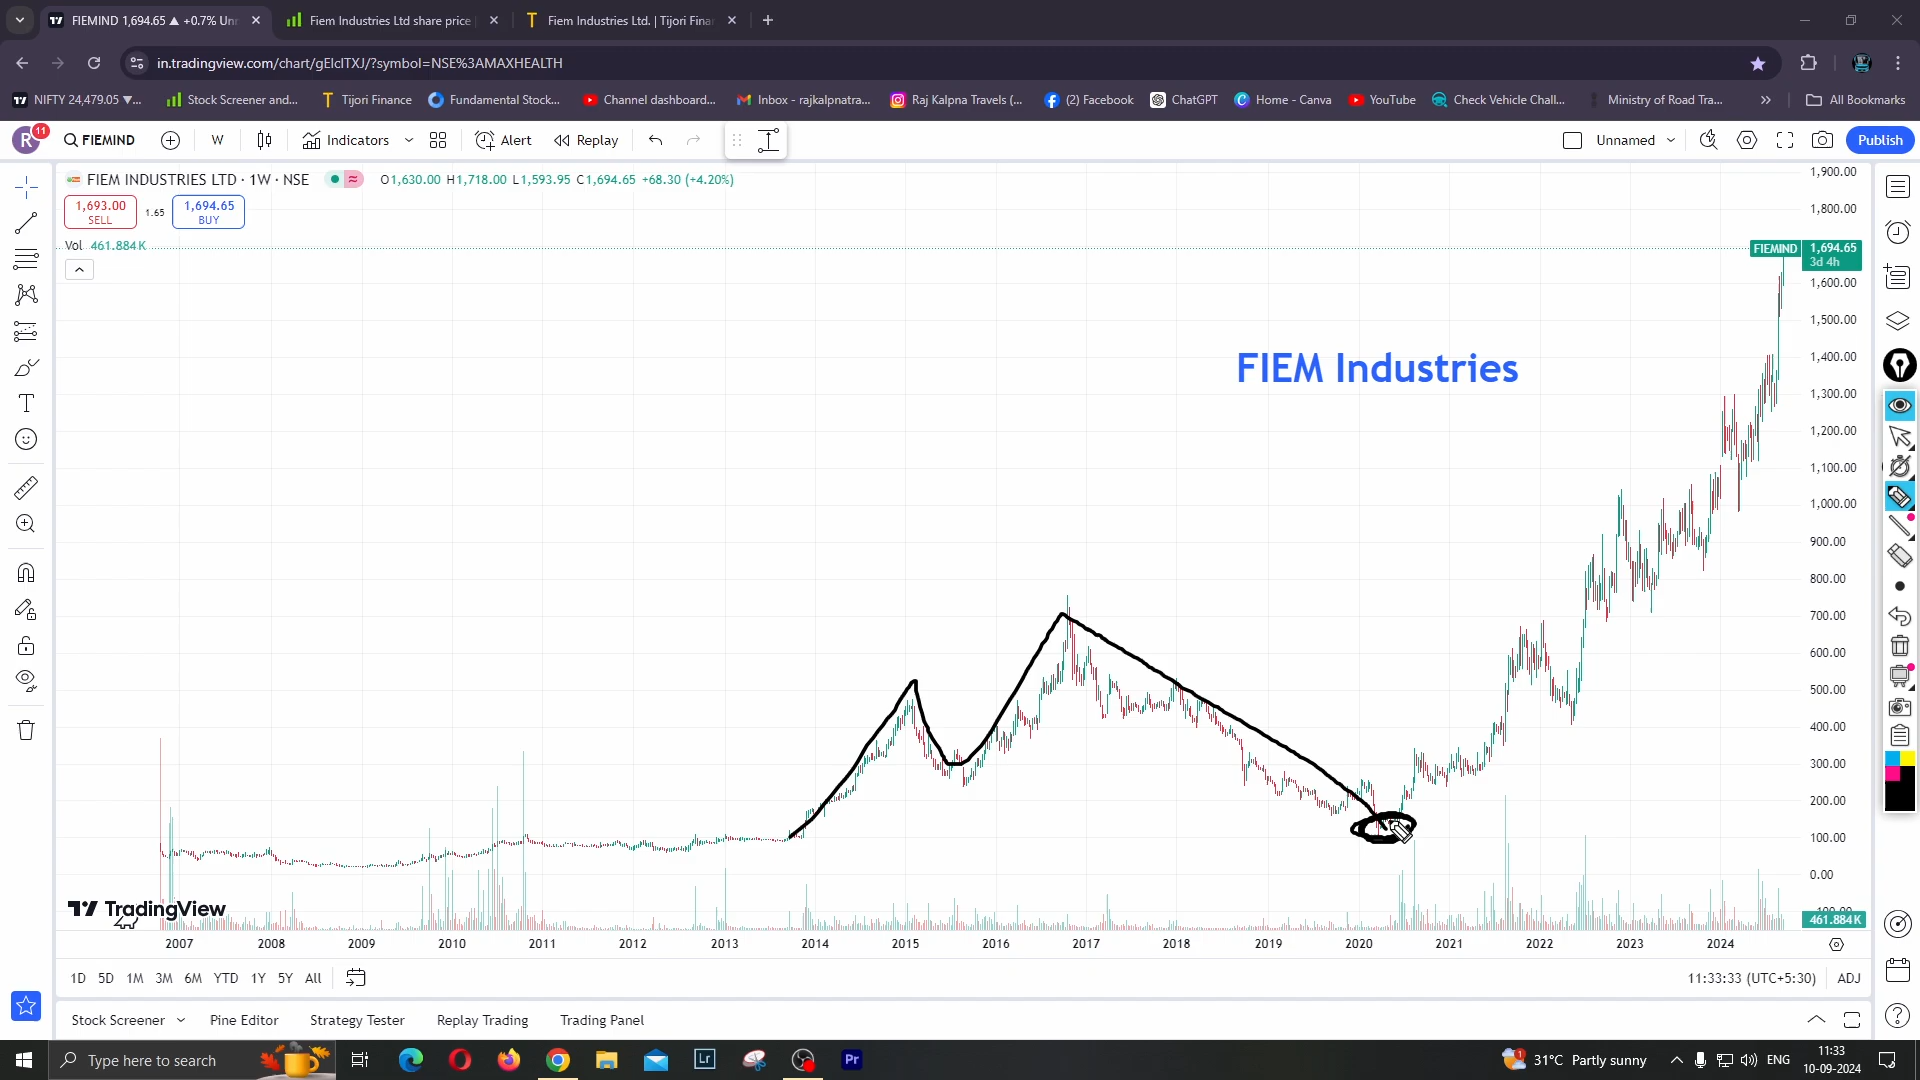 FIEMIND 1,694.65 ▲ +0.7% Unn
Fiem Industries Ltd share price
Fiem Industries Ltd. | Tijori Finan
in.tradingview.com/chart/gElclTXJ/?symbol=NSE%3AMAXHEALTH
NIFTY 24,479.05 ▼...
Stock Screener and...
Tijori Finance
Fundamental Stock...
Channel dashboard...
Inbox - rajkalpnatra...
Raj Kalpna Travels (...
(2) Facebook
ChatGPT
Home - Canva
YouTube
Check Vehicle Chall...
Ministry of Road Tra...
All Bookmarks
R 11
FIEMIND
W
Indicators
Alert
Replay
Unnamed
Publish
FIEM INDUSTRIES LTD · 1W · NSE
O1,630.00 H1,718.00 L1,593.95 C1,694.65 +68.30 (+4.20%)
1,693.00 SELL
1.65
1,694.65 BUY
Vol 461.884K
FIEM Industries
1,900.00
1,800.00
FIEMIND 1,694.65
3d 4h
1,600.00
1,500.00
1,400.00
1,300.00
1,200.00
1,100.00
1,000.00
900.00
800.00
700.00
600.00
500.00
400.00
300.00
200.00
100.00
0.00
461.884K
TradingView
2007 2008 2009 2010 2011 2012 2013 2014 2015 2016 2017 2018 2019 2020 2021 2022 2023 2024
1D 5D 1M 3M 6M YTD 1Y 5Y All
11:33:33 (UTC+5:30) ADJ
Stock Screener
Pine Editor
Strategy Tester
Replay Trading
Trading Panel
Type here to search
Lr
Pr
31°C Partly sunny
ENG
11:33
10-09-2024